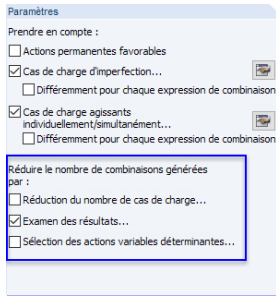 Paramètres
Prendre en compte :
Actions permanentes favorables
Cas de charge d'imperfection...
Différemment pour chaque expression de combinaison
Cas de charge agissants
individuellement/simultanément...
Différemment pour chaque expression de combinaison
Réduire le nombre de combinaisons générées
par :
Réduction du nombre de cas de charge...
Examen des résultats...
Sélection des actions variables déterminantes...